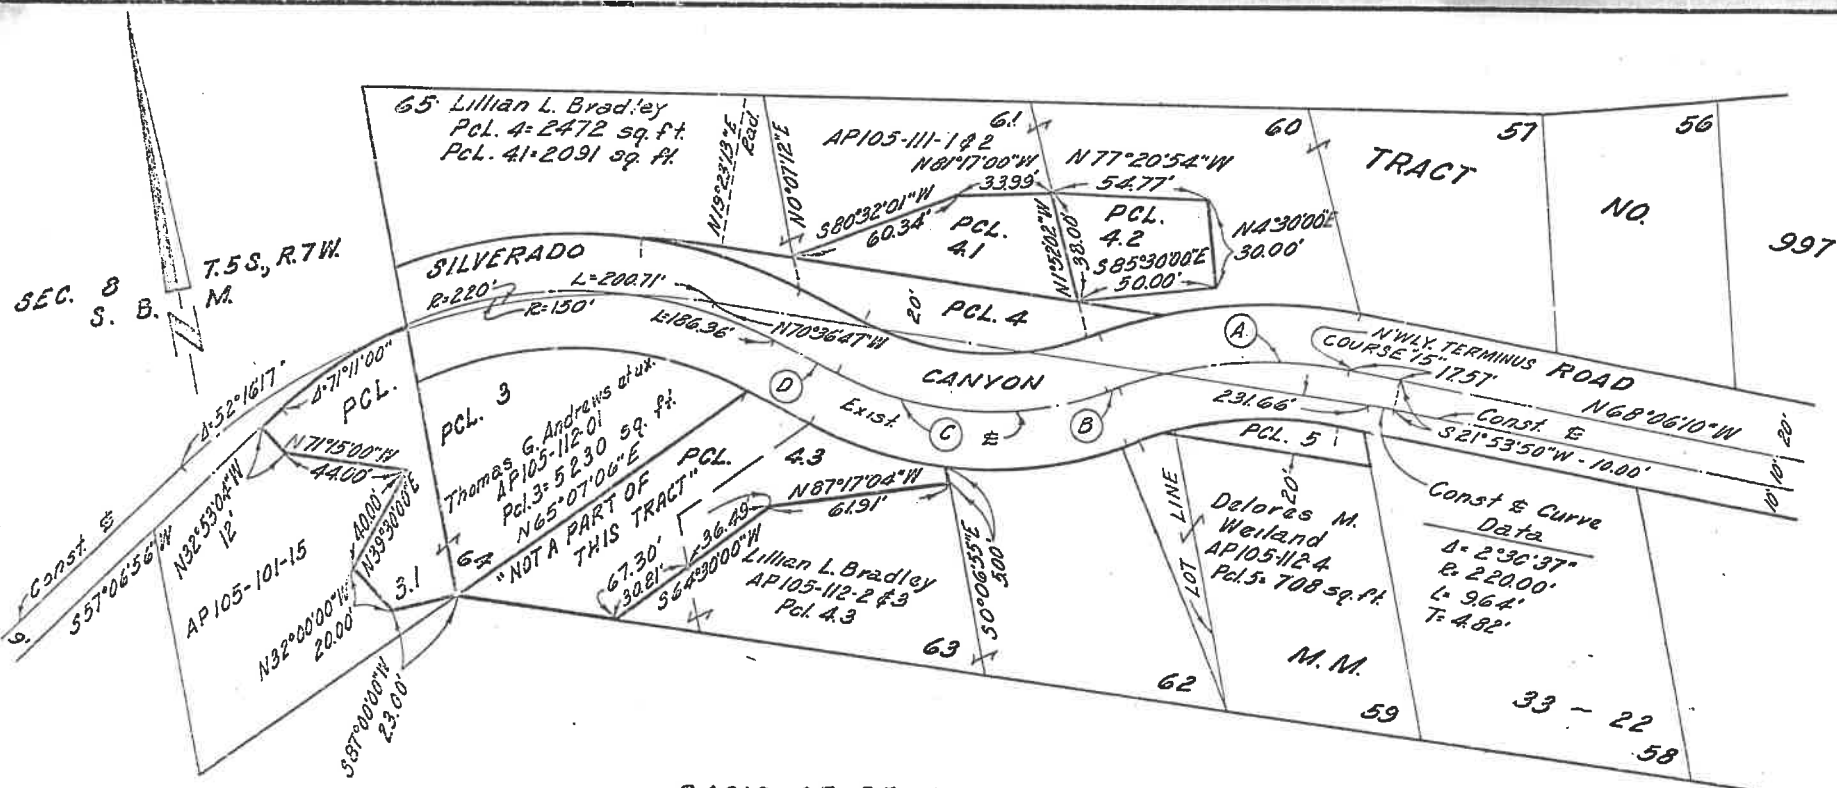 65 Lillian L. Bradley
Pcl. 4=2472 sq. ft.
Pcl. 4.1=2091 sq. ft.
N19°23'13"E
Rad.
N0°07'12"E
AP105-111-1 & 2
61
60
57
56
TRACT
NO.
997
N81°17'00"W
33.99'
N77°20'54"W
54.77'
S80°32'01"W
60.34'
PCL.
4.1
N1°52'02"W
38.00'
PCL.
4.2
S85°30'00"E
50.00'
N4°30'00"E
30.00'
SEC. 8
T.5 S., R.7 W.
S. B. M.
SILVERADO
R=220'
L=200.71'
R=150'
L=186.36'
N70°36'47"W
20'
PCL. 4
A
N'WLY. TERMINUS
COURSE "15"
17.57'
ROAD
CANYON
Exist
C
B
D
231.66'
N68°06'10"W
Const ℄
S21°53'50"W - 10.00'
20'
10'
10'
Δ=52°16'17"
Δ=71°11'00"
PCL.
3.1
N71°15'00"W
44.00'
N32°53'04"W
12'
40.00'
N39°30'00"E
Const. ℄
S57°06'56"W
AP105-101-15
N32°00'00"W
20.00'
S87°00'00"W
23.00'
PCL. 3
Thomas G. Andrews et ux.
AP105-112-01
Pcl.3=5230 sq. ft.
N65°07'06"E
64
"NOT A PART OF
THIS TRACT"
PCL. 4.3
N87°17'04"W
61.91'
36.49'
67.30'
30.81'
S64°30'00"W
Lillian L. Bradley
AP105-112-2 & 3
Pcl. 4.3
S0°06'55"E
5.00'
63
62
LOT LINE
PCL. 5
20'
Delores M.
Weiland
AP105-112-4
Pcl.5=708 sq.ft.
M. M.
59
Const ℄ Curve
Data
Δ=2°30'37"
R=220.00'
L=9.64'
T=4.82'
33 - 22
58